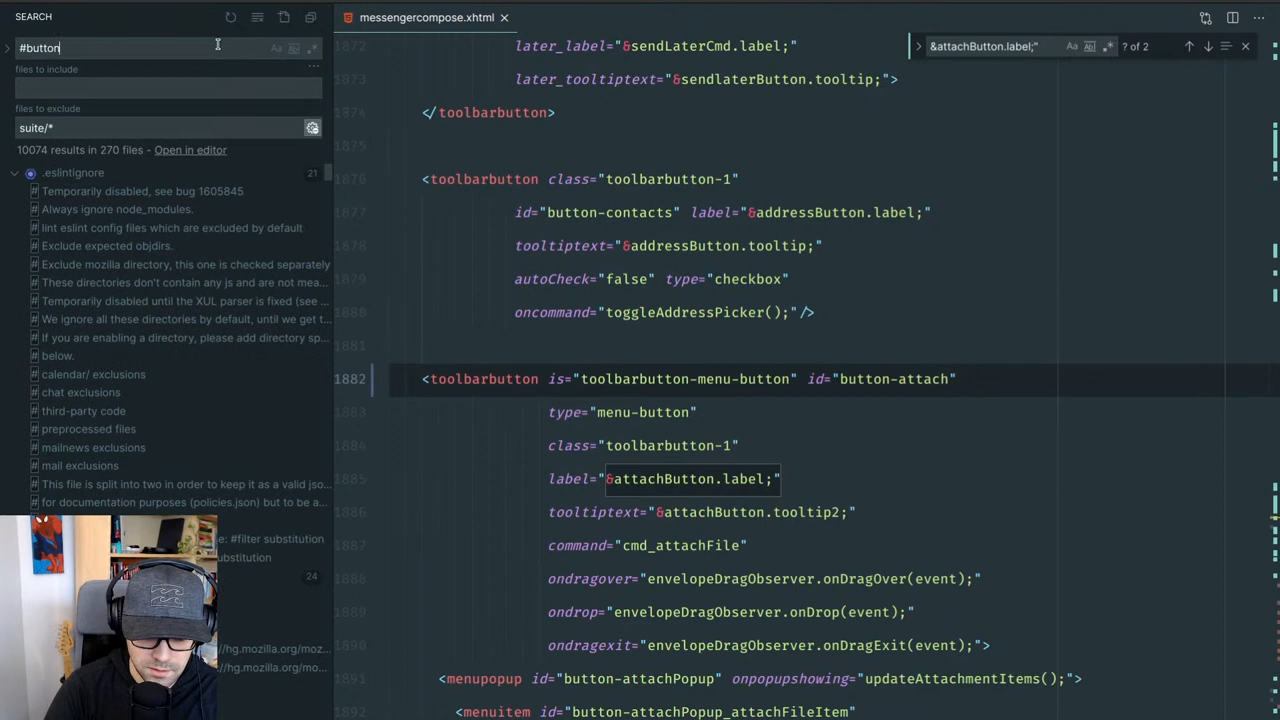 SEARCH
messengercompose.xhtml
#button
files to include
files to exclude
suite/*
10074 results in 270 files - Open in editor
.eslintignore 21
# Temporarily disabled, see bug 1605845
# Always ignore node_modules.
# lint eslint config files which are excluded by default
# Exclude expected objdirs.
# Exclude mozilla directory, this one is checked separately
# These directories don't contain any js and are not mea...
# Temporarily disabled until the XUL parser is fixed (see ...
# We ignore all these directories by default, until we get t...
# If you are enabling a directory, please add directory sp...
# below.
# calendar/ exclusions
# chat exclusions
# third-party code
# preprocessed files
# mailnews exclusions
# mail exclusions
# This file is split into two in order to keep it as a valid jso...
# for documentation purposes (policies.json) but to be a...
e: #filter substitution
ubstitution
24
://hg.mozilla.org/mo...
://hg.mozilla.org/mo...
&attachButton.label;" Aa ? of 2
1872 later_label="&sendLaterCmd.label;"
1873 later_tooltiptext="&sendlaterButton.tooltip;">
1874 </toolbarbutton>
1875
1876 <toolbarbutton class="toolbarbutton-1"
1877 id="button-contacts" label="&addressButton.label;"
1878 tooltiptext="&addressButton.tooltip;"
1879 autoCheck="false" type="checkbox"
1880 oncommand="toggleAddressPicker();"/>
1881
1882 <toolbarbutton is="toolbarbutton-menu-button" id="button-attach"
1883 type="menu-button"
1884 class="toolbarbutton-1"
1885 label="&attachButton.label;"
1886 tooltiptext="&attachButton.tooltip2;"
1887 command="cmd_attachFile"
1888 ondragover="envelopeDragObserver.onDragOver(event);"
1889 ondrop="envelopeDragObserver.onDrop(event);"
1890 ondragexit="envelopeDragObserver.onDragExit(event);">
1891 <menupopup id="button-attachPopup" onpopupshowing="updateAttachmentItems();">
1892 <menuitem id="button-attachPopup_attachFileItem"